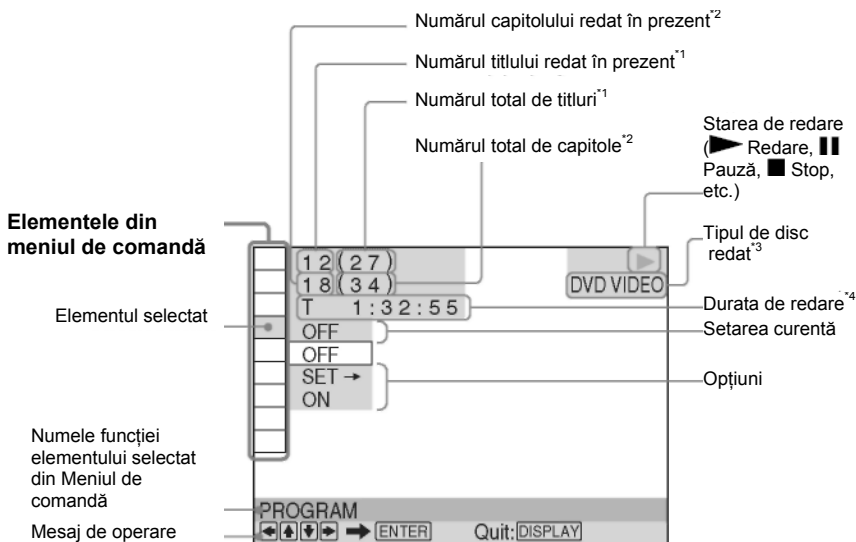 Numărul capitolului redat în prezent*2
Numărul titlului redat în prezent*1
Numărul total de titluri*1
Numărul total de capitole*2
Starea de redare
(▶ Redare, ❚❚
Pauză, ■ Stop,
etc.)
Elementele din
meniul de comandă
Tipul de disc
redat*3
12(27)
18(34)
DVD VIDEO
T 1:32:55
Durata de redare*4
Elementul selectat
OFF
Setarea curentă
OFF
SET →
Opțiuni
ON
Numele funcției
elementului selectat
din Meniul de
comandă
PROGRAM
Mesaj de operare
←↑↓→ → ENTER Quit: DISPLAY